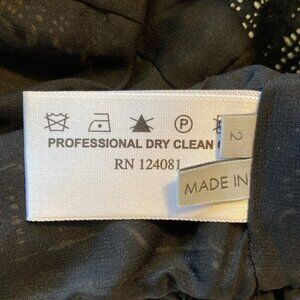 P
PROFESSIONAL DRY CLEAN
RN 124081
2
MADE IN